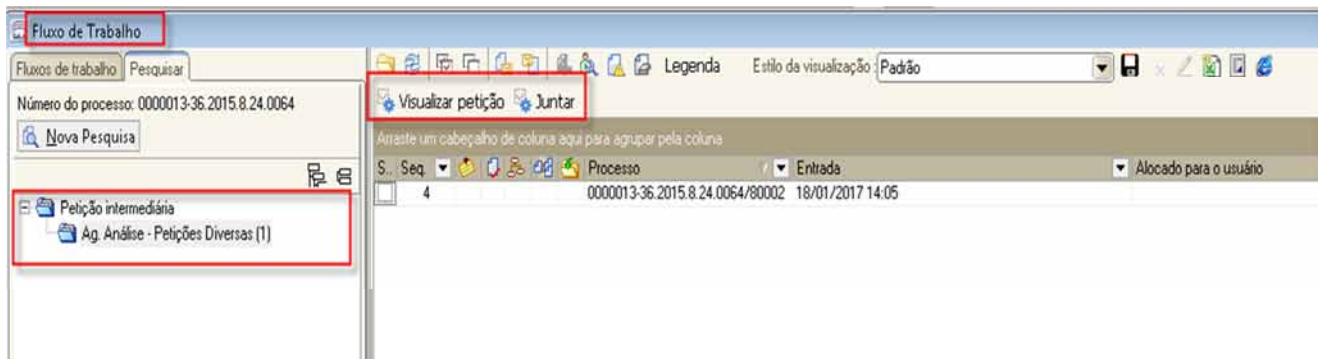 Fluxo de Trabalho
Fluxos de trabalho Pesquisar
Legenda Estilo da visualização: Padrão
Número do processo: 0000013-36.2015.8.24.0064
Visualizar petição Juntar
Nova Pesquisa
Arraste um cabeçalho de coluna aqui para agrupar pela coluna
S.. Seq. Processo Entrada Alocado para o usuário
4 0000013-36.2015.8.24.0064/80002 18/01/2017 14:05
Petição intermediária
Ag. Análise - Petições Diversas (1)